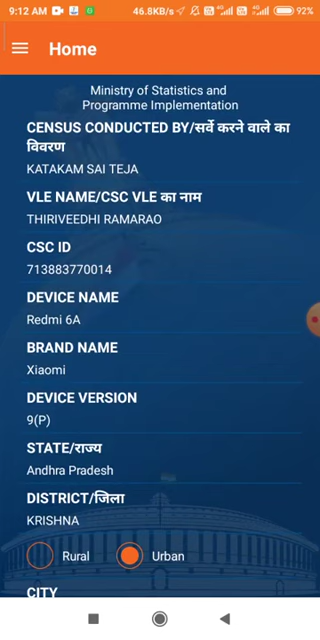 9:12 AM 46.8KB/s 4G 4G 92%
Home
Ministry of Statistics and
Programme Implementation
CENSUS CONDUCTED BY/सर्वे करने वाले का
विवरण
KATAKAM SAI TEJA
VLE NAME/CSC VLE का नाम
THIRIVEEDHI RAMARAO
CSC ID
713883770014
DEVICE NAME
Redmi 6A
BRAND NAME
Xiaomi
DEVICE VERSION
9(P)
STATE/राज्य
Andhra Pradesh
DISTRICT/जिला
KRISHNA
Rural Urban
CITY